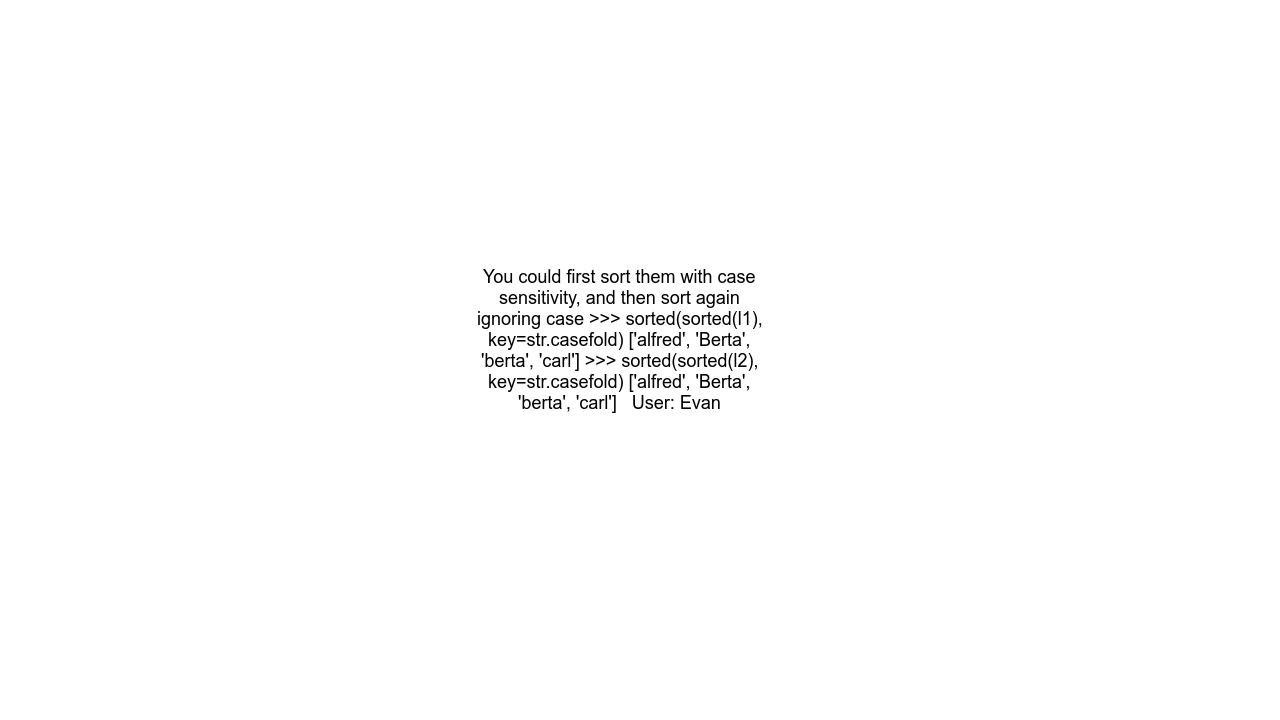 You could first sort them with case
sensitivity, and then sort again
ignoring case >>> sorted(sorted(l1),
key=str.casefold) ['alfred', 'Berta',
'berta', 'carl'] >>> sorted(sorted(l2),
key=str.casefold) ['alfred', 'Berta',
'berta', 'carl']   User: Evan